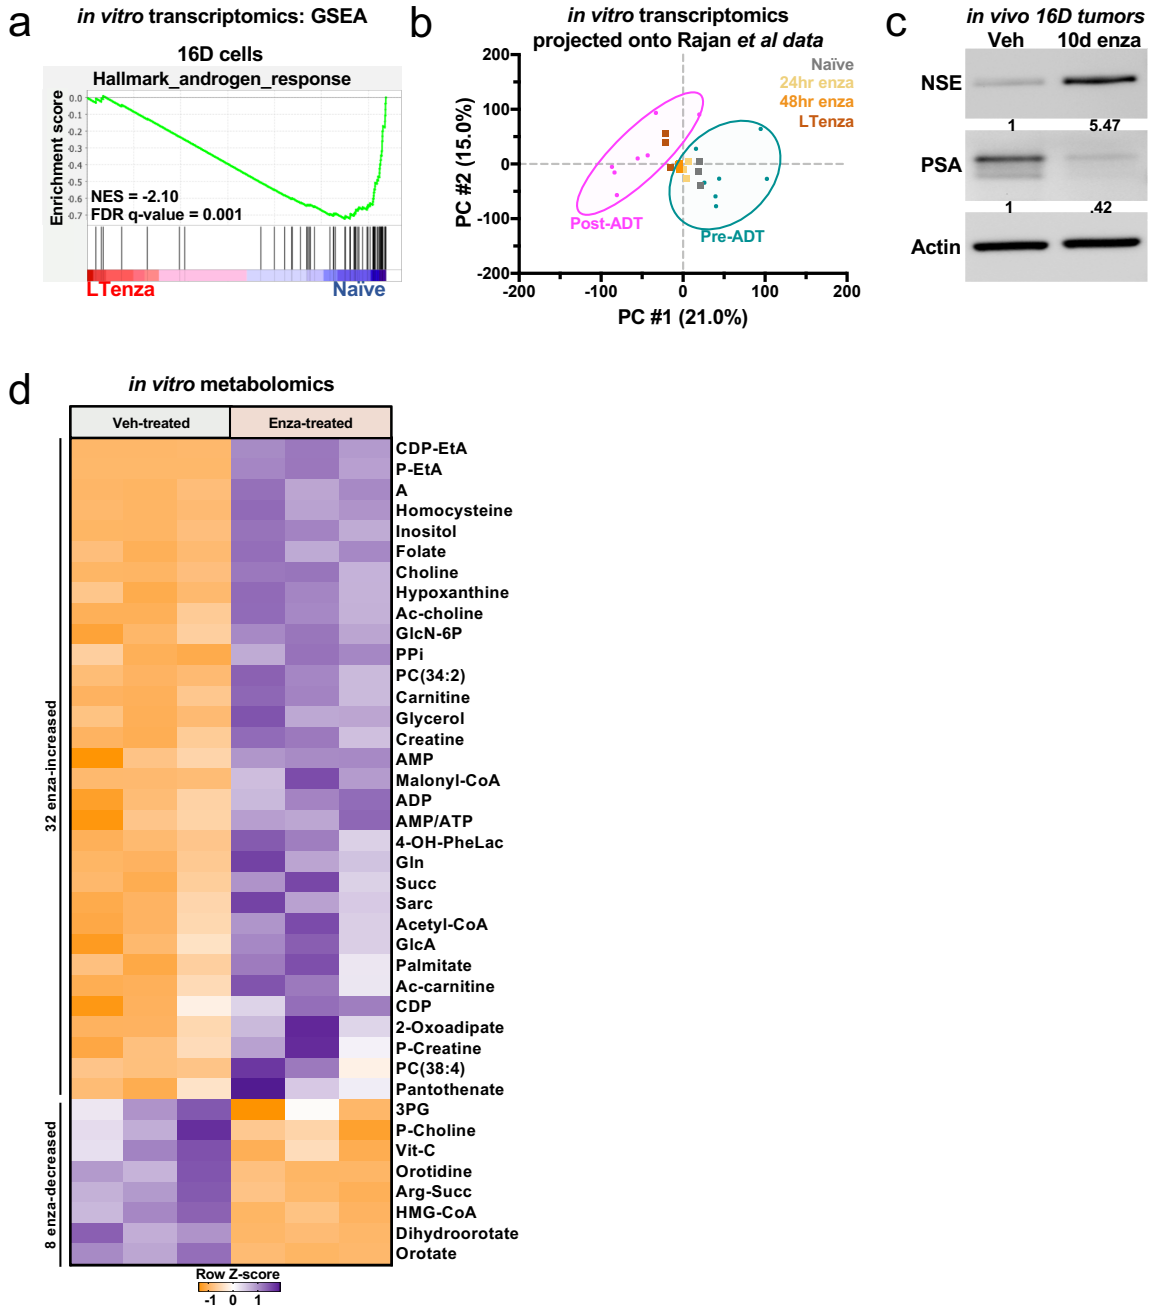 a
in vitro transcriptomics: GSEA
16D cells
Hallmark_androgen_response
Enrichment score
0.0
-0.1
-0.2
-0.3
-0.4
-0.5
-0.6
-0.7
NES = -2.10
FDR q-value = 0.001
LTenza
Naïve
b
in vitro transcriptomics
projected onto Rajan et al data
PC #2 (15.0%)
200
100
0
-100
-200
Naïve
24hr enza
48hr enza
LTenza
Post-ADT
Pre-ADT
-200
-100
0
100
200
PC #1 (21.0%)
c
in vivo 16D tumors
Veh
10d enza
NSE
1
5.47
PSA
1
.42
Actin
d
in vitro metabolomics
Veh-treated
Enza-treated
32 enza-increased
CDP-EtA
P-EtA
A
Homocysteine
Inositol
Folate
Choline
Hypoxanthine
Ac-choline
GlcN-6P
PPi
PC(34:2)
Carnitine
Glycerol
Creatine
AMP
Malonyl-CoA
ADP
AMP/ATP
4-OH-PheLac
Gln
Succ
Sarc
Acetyl-CoA
GlcA
Palmitate
Ac-carnitine
CDP
2-Oxoadipate
P-Creatine
PC(38:4)
Pantothenate
8 enza-decreased
3PG
P-Choline
Vit-C
Orotidine
Arg-Succ
HMG-CoA
Dihydroorotate
Orotate
Row Z-score
-1
0
1